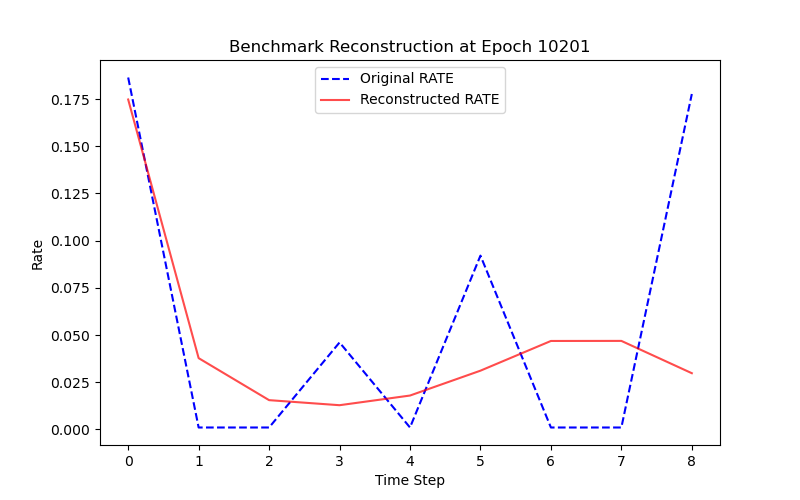 Benchmark Reconstruction at Epoch 10201
Original RATE
Reconstructed RATE
0.175
0.150
0.125
0.100
0.075
0.050
0.025
0.000
Rate
0 1 2 3 4 5 6 7 8
Time Step